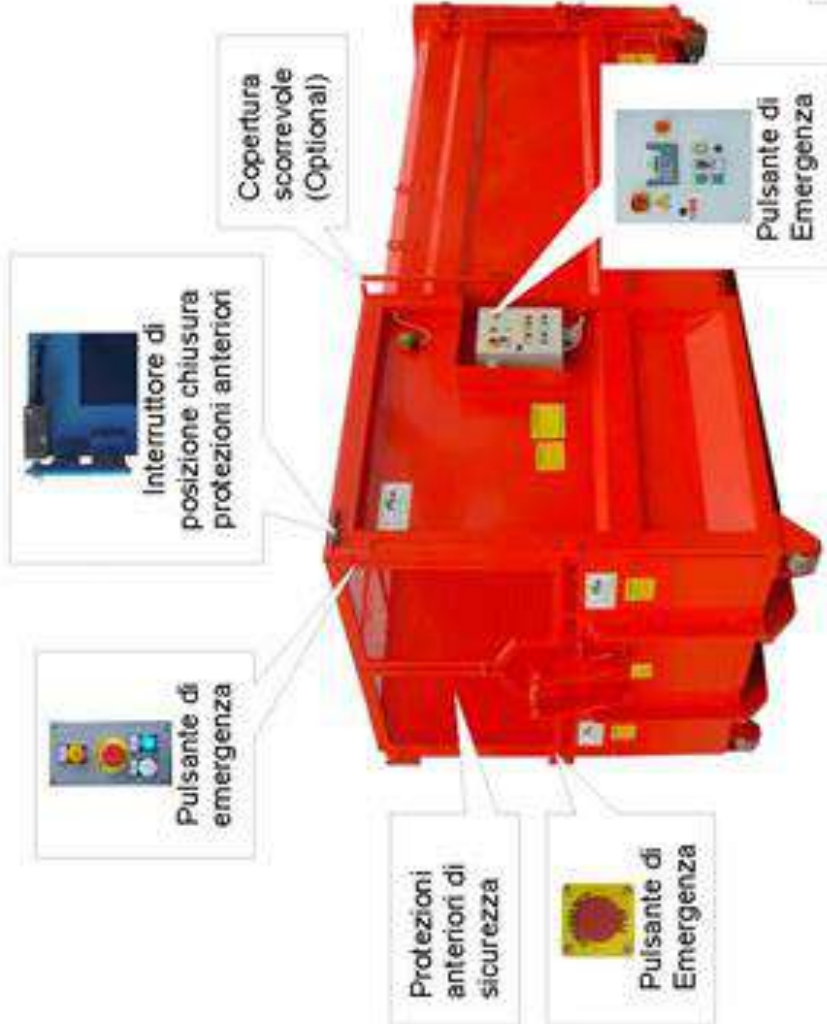 Interruttore di
posizione chiusura
protezioni anteriori
Pulsante di
emergenza
Copertura
scorrevole
(Optional)
Protezioni
anteriori di
sicurezza
Pulsante di
Emergenza
Pulsante di
Emergenza